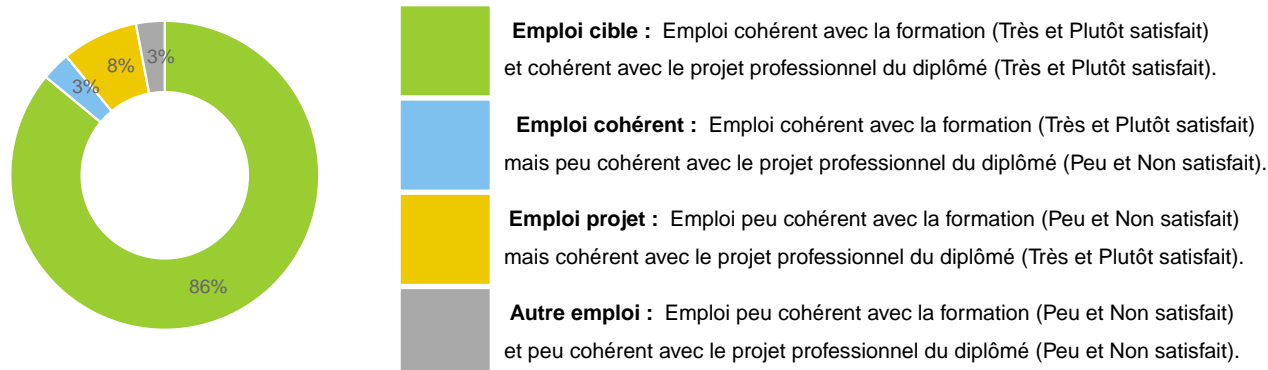 3%
8%
3%
86%
Emploi cible : Emploi cohérent avec la formation (Très et Plutôt satisfait)
et cohérent avec le projet professionnel du diplômé (Très et Plutôt satisfait).
Emploi cohérent : Emploi cohérent avec la formation (Très et Plutôt satisfait)
mais peu cohérent avec le projet professionnel du diplômé (Peu et Non satisfait).
Emploi projet : Emploi peu cohérent avec la formation (Peu et Non satisfait)
mais cohérent avec le projet professionnel du diplômé (Très et Plutôt satisfait).
Autre emploi : Emploi peu cohérent avec la formation (Peu et Non satisfait)
et peu cohérent avec le projet professionnel du diplômé (Peu et Non satisfait).